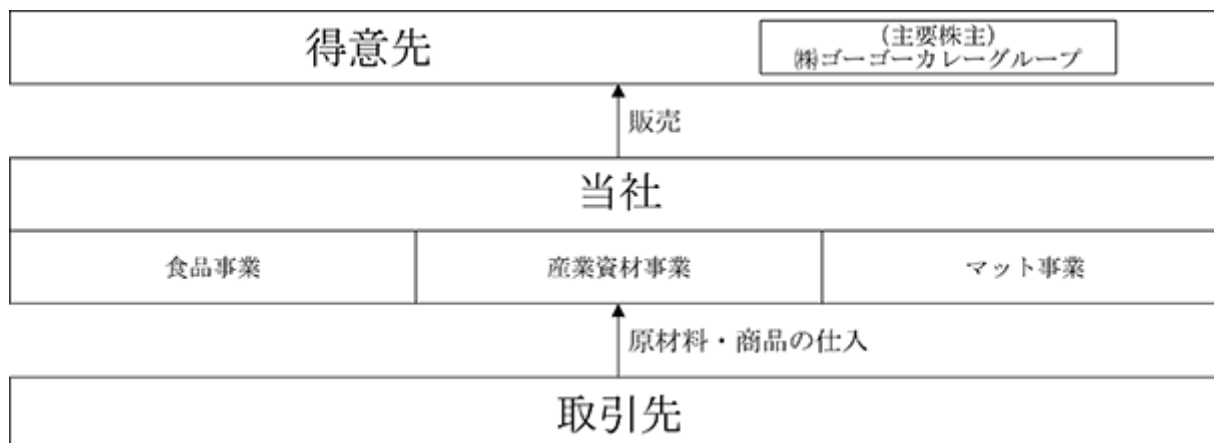 得意先
(主要株主)
㈱ゴーゴーカレーグループ
販売
当社
食品事業
産業資材事業
マット事業
原材料・商品の仕入
取引先